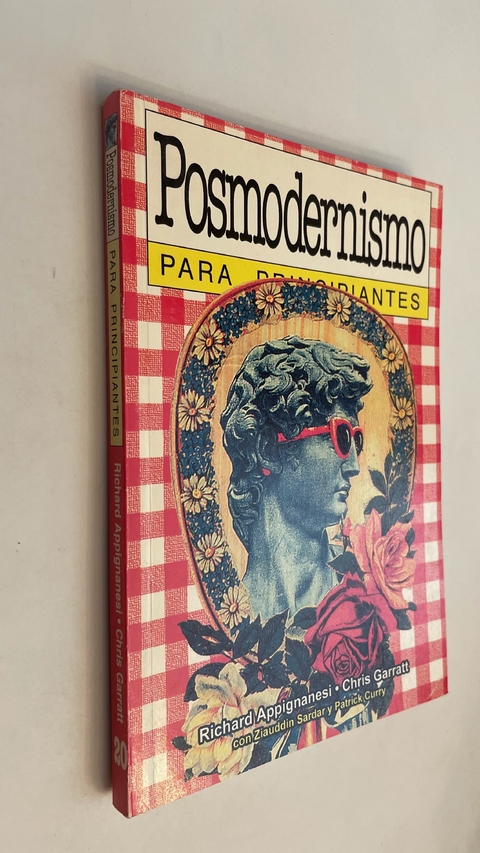 Posmodernismo
PARA PRINCIPIANTES
Richard Appignanesi • Chris Garratt
con Ziauddin Sardar y Patrick Curry
Posmodernismo
PARA PRINCIPIANTES
Richard Appignanesi • Chris Garratt
20